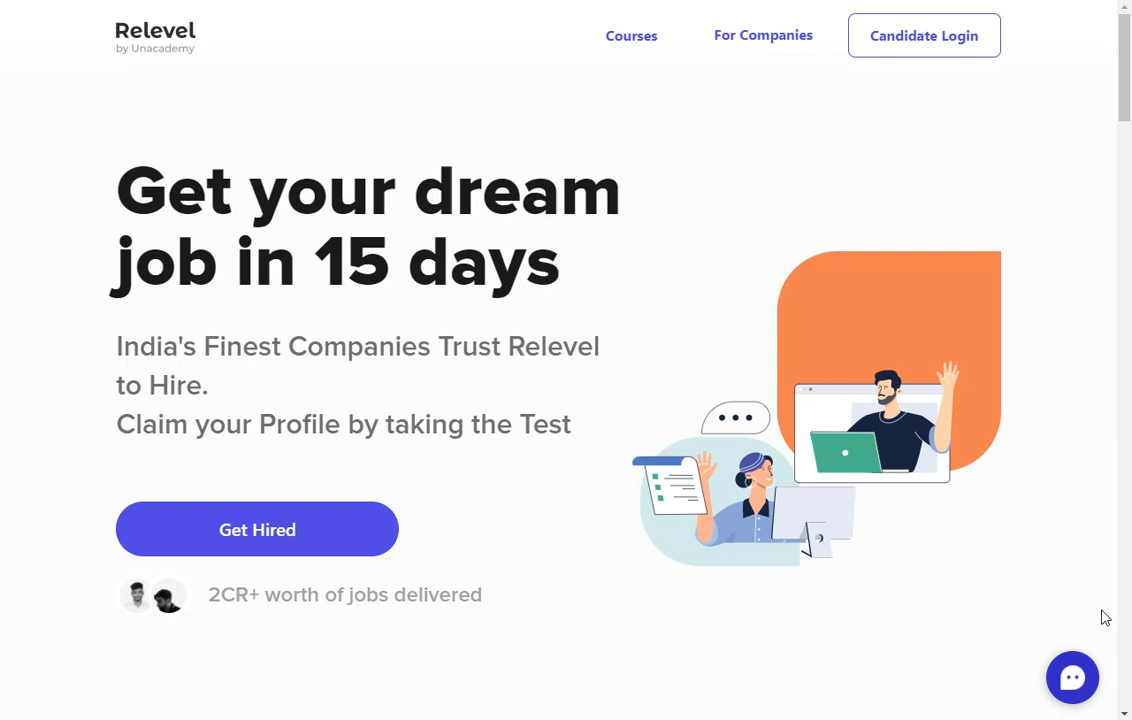 Relevel
by Unacademy
Courses
For Companies
Candidate Login
Get your dream
job in 15 days
India's Finest Companies Trust Relevel
to Hire.
Claim your Profile by taking the Test
Get Hired
2CR+ worth of jobs delivered